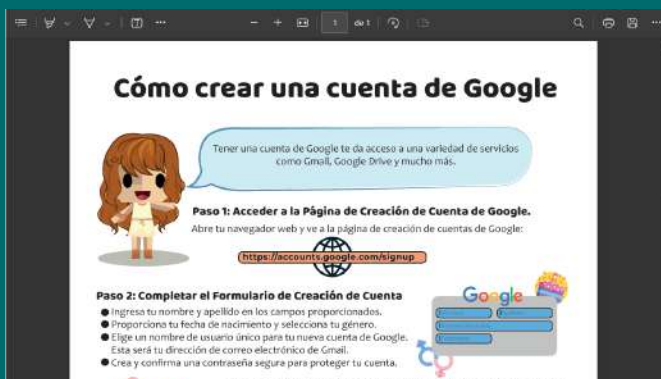 1 de 1
Cómo crear una cuenta de Google
Tener una cuenta de Google te da acceso a una variedad de servicios
como Gmail, Google Drive y mucho más.
Paso 1: Acceder a la Página de Creación de Cuenta de Google.
Abre tu navegador web y ve a la página de creación de cuentas de Google:
https://accounts.google.com/signup
Paso 2: Completar el Formulario de Creación de Cuenta
Google
● Ingresa tu nombre y apellido en los campos proporcionados.
● Proporciona tu fecha de nacimiento y selecciona tu género.
● Elige un nombre de usuario único para tu nueva cuenta de Google.
Esta será tu dirección de correo electrónico de Gmail.
● Crea y confirma una contraseña segura para proteger tu cuenta.